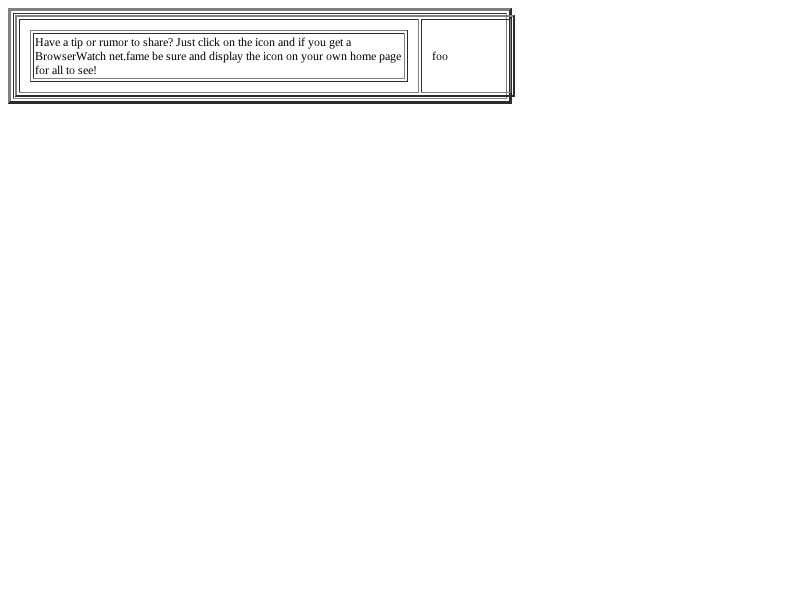 Have a tip or rumor to share? Just click on the icon and if you get a
BrowserWatch net.fame be sure and display the icon on your own home page
for all to see!
foo